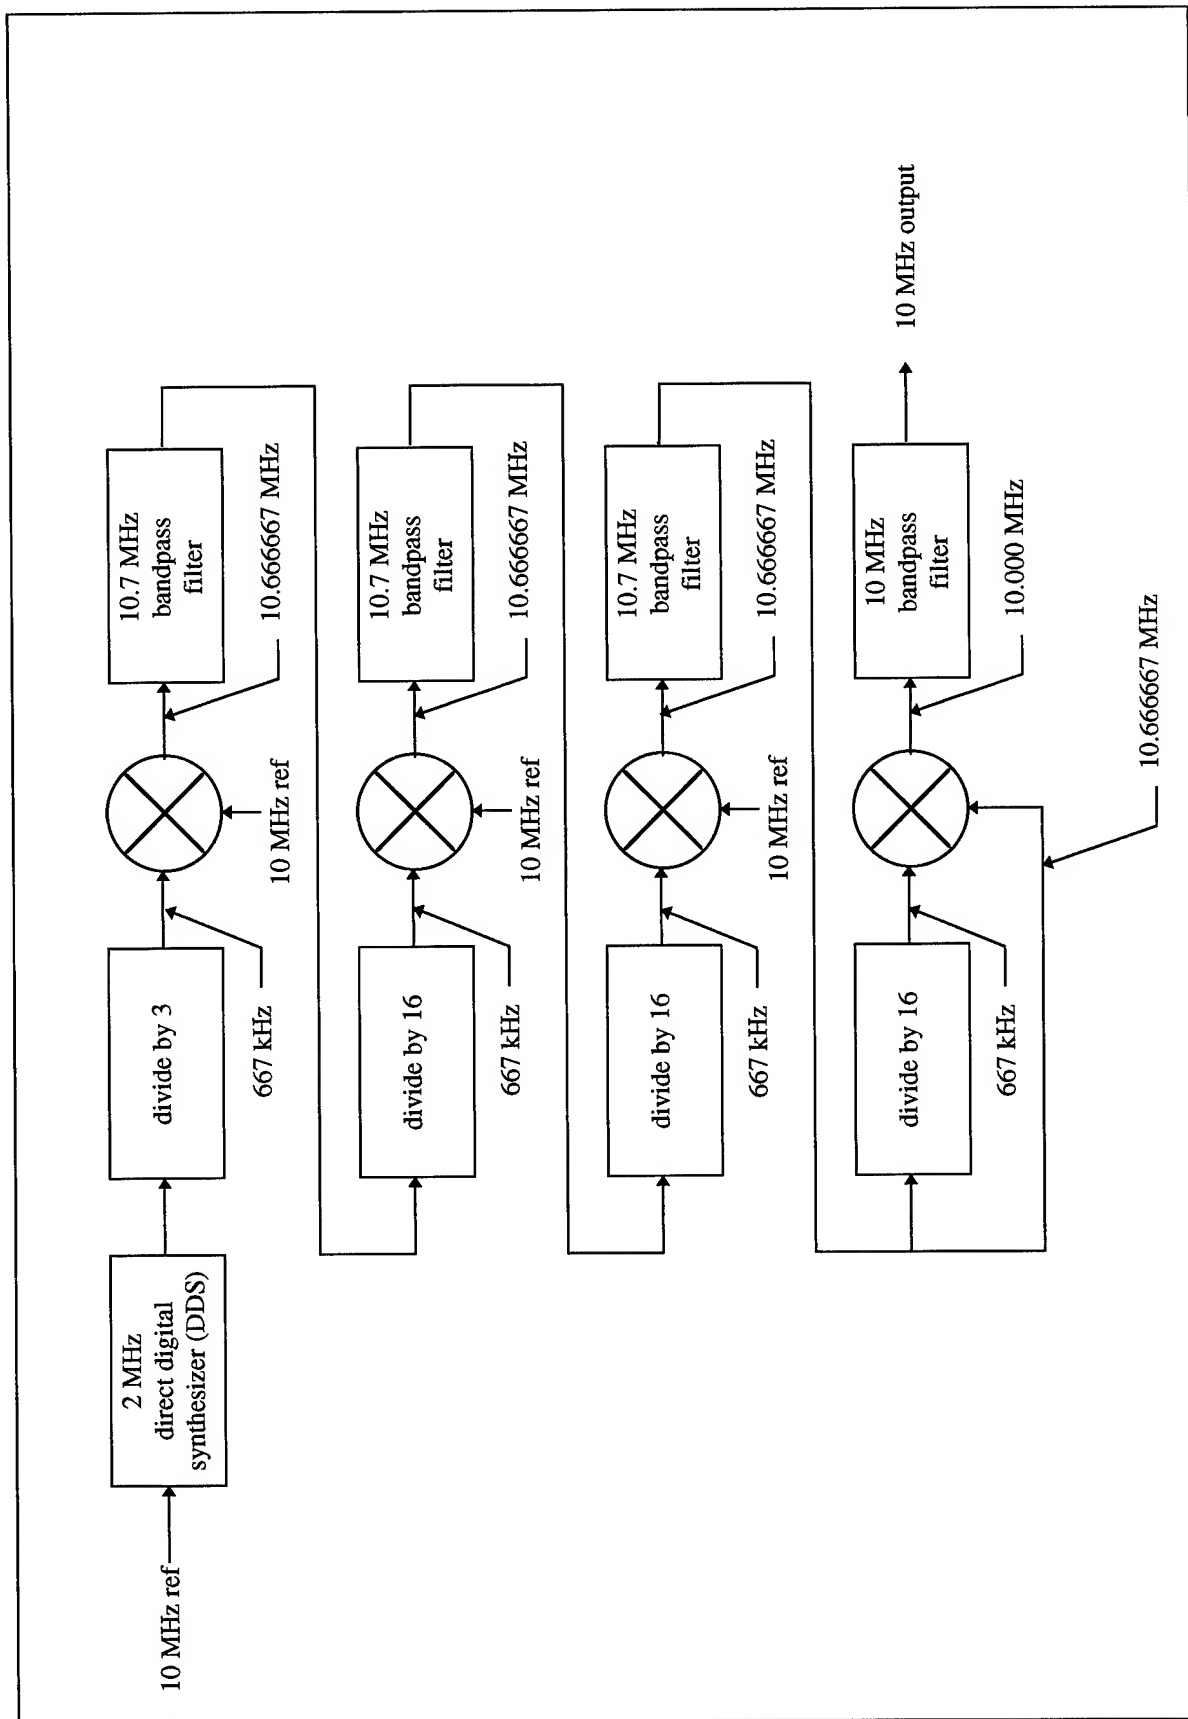 10 MHz ref
2 MHz
direct digital
synthesizer (DDS)
divide by 3
667 kHz
10 MHz ref
10.7 MHz
bandpass
filter
10.666667 MHz
divide by 16
667 kHz
10 MHz ref
10.7 MHz
bandpass
filter
10.666667 MHz
divide by 16
667 kHz
10 MHz ref
10.7 MHz
bandpass
filter
10.666667 MHz
divide by 16
667 kHz
10 MHz
bandpass
filter
10.000 MHz
10 MHz output
10.666667 MHz